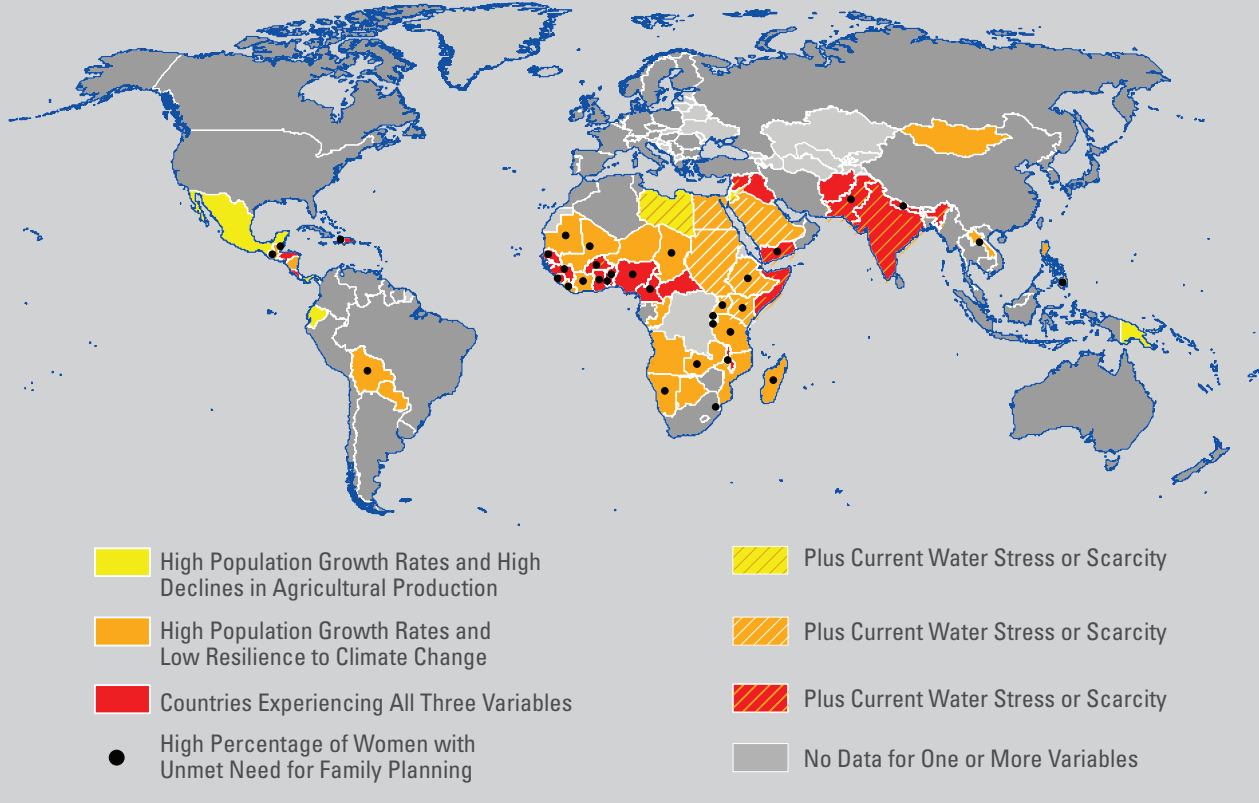 High Population Growth Rates and High
Declines in Agricultural Production
High Population Growth Rates and
Low Resilience to Climate Change
Countries Experiencing All Three Variables
High Percentage of Women with
Unmet Need for Family Planning
Plus Current Water Stress or Scarcity
Plus Current Water Stress or Scarcity
Plus Current Water Stress or Scarcity
No Data for One or More Variables